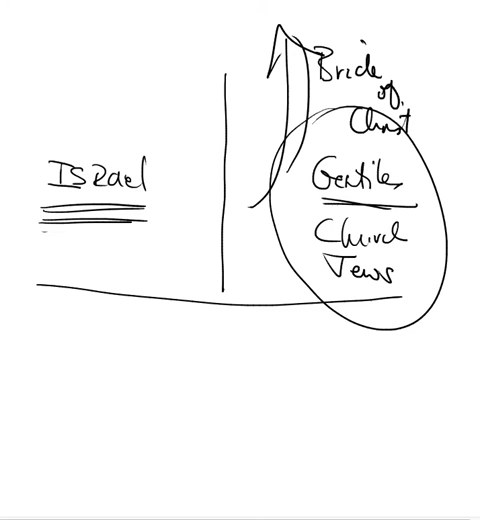 Bride
of
Christ
Israel
Gentiles
Church
Jews